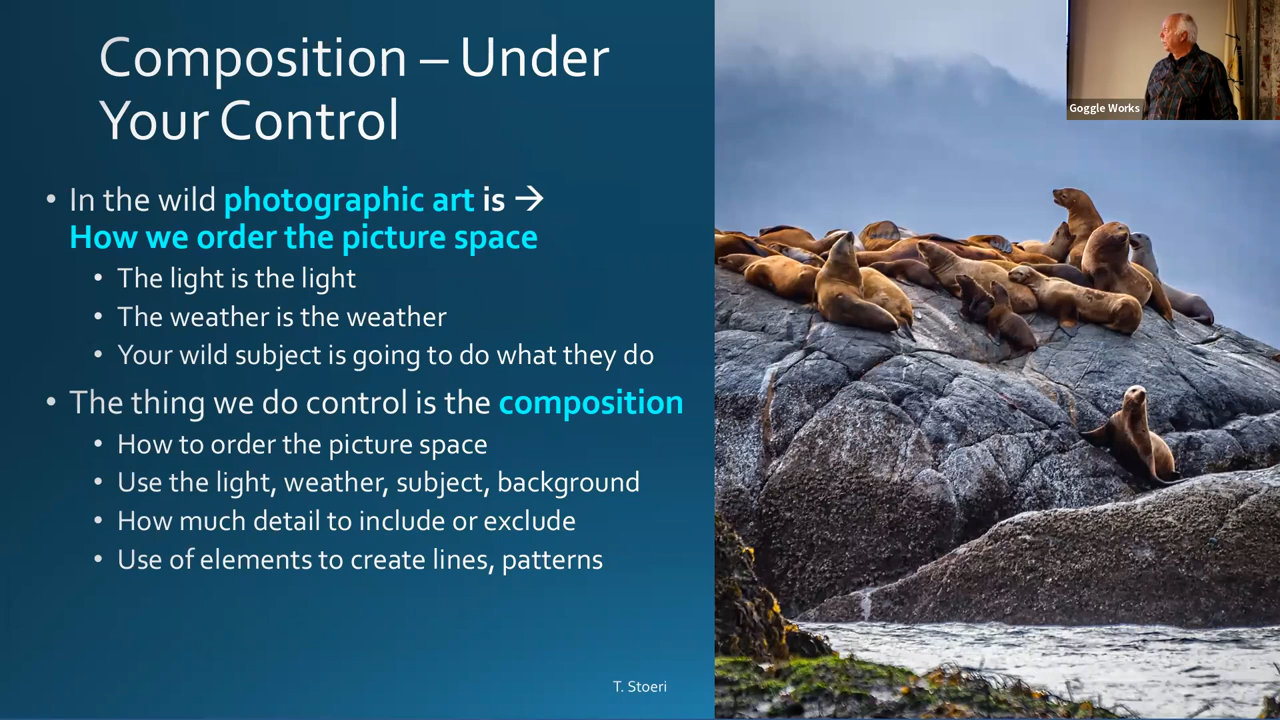 Composition – Under
Your Control
• In the wild photographic art is →
How we order the picture space
• The light is the light
• The weather is the weather
• Your wild subject is going to do what they do
• The thing we do control is the composition
• How to order the picture space
• Use the light, weather, subject, background
• How much detail to include or exclude
• Use of elements to create lines, patterns
T. Stoeri
Goggle Works